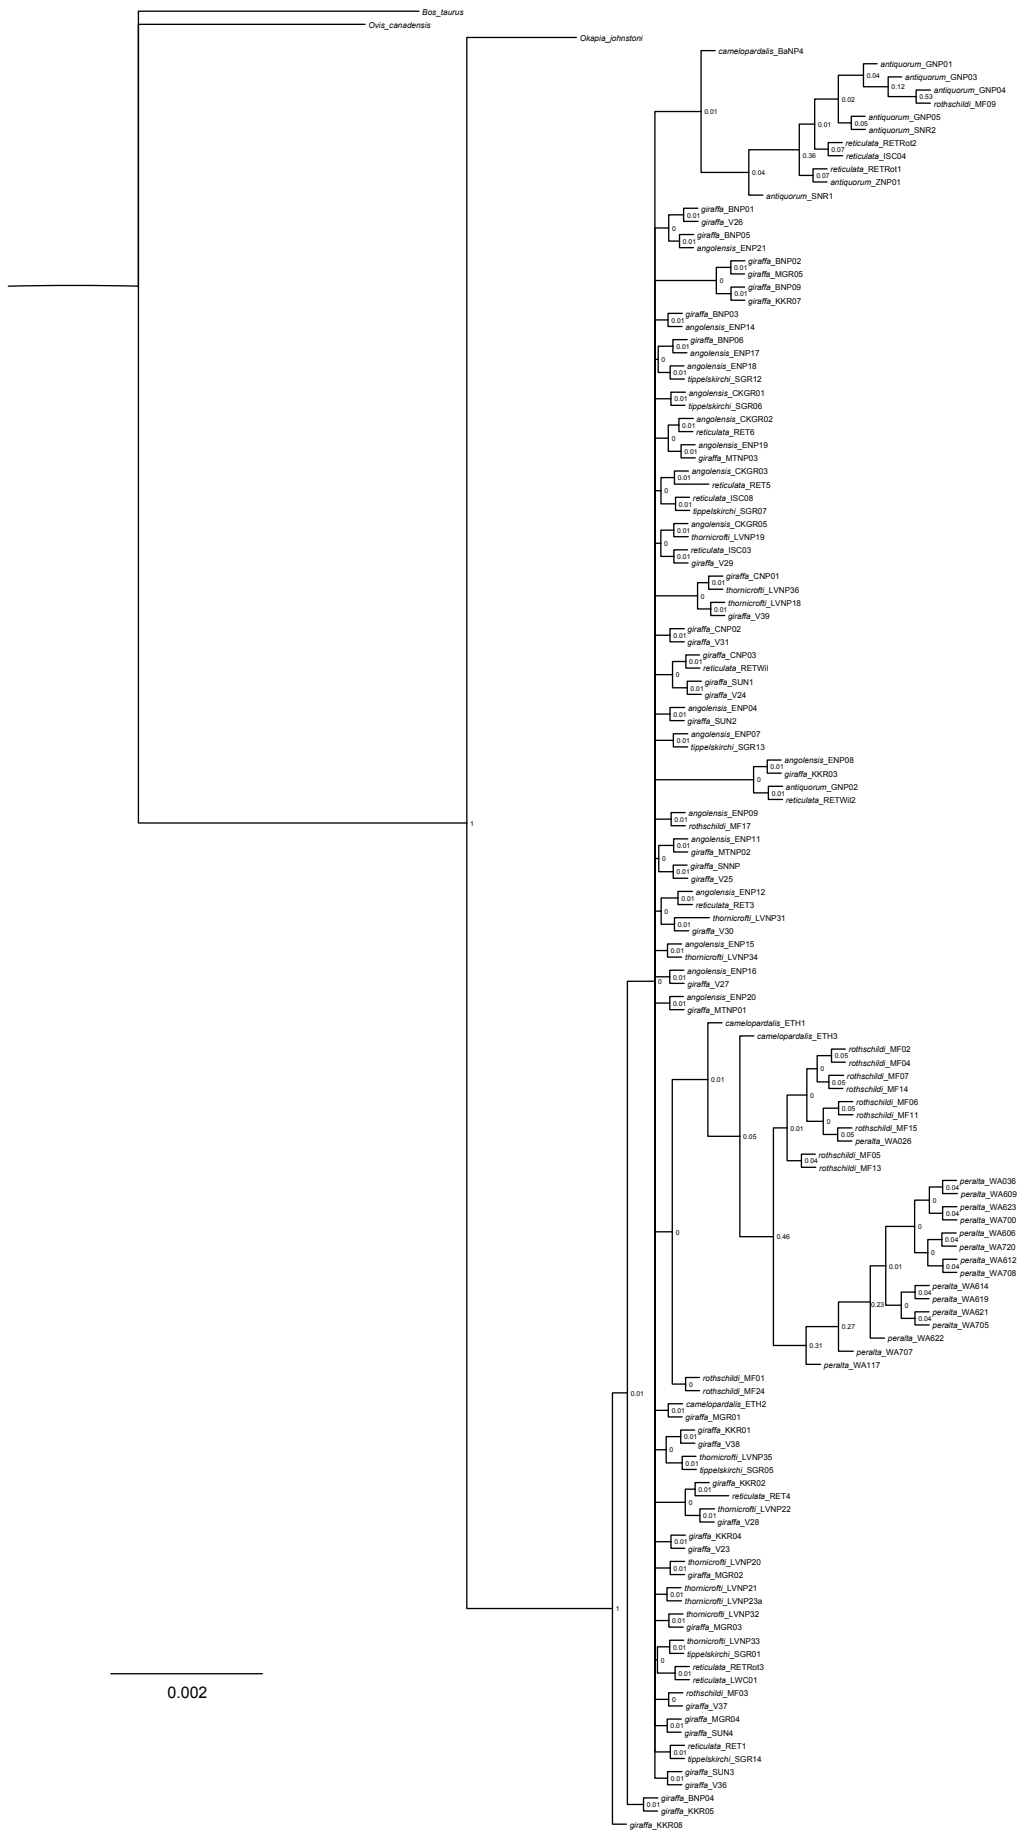 Bos_taurus
Ovis_canadensis
Okapia_johnstoni
camelopardalis_BaNP4
antiquorum_GNP01
0.04
antiquorum_GNP03
0.12
antiquorum_GNP04
0.53
0.02
rothschildi_MF09
0.01
antiquorum_GNP05
0.01
0.05
antiquorum_SNR2
reticulata_RETRot2
0.36
0.07
reticulata_ISC04
reticulata_RETRot1
0.04
0.07
antiquorum_ZNP01
antiquorum_SNR1
giraffa_BNP01
0.01
giraffa_V26
0
giraffa_BNP05
0.01
angolensis_ENP21
giraffa_BNP02
0.01
giraffa_MGR05
0
giraffa_BNP09
0.01
giraffa_KKR07
giraffa_BNP03
0.01
angolensis_ENP14
giraffa_BNP06
0.01
angolensis_ENP17
0
angolensis_ENP18
0.01
tippelskirchi_SGR12
angolensis_CKGR01
0.01
tippelskirchi_SGR06
angolensis_CKGR02
0.01
reticulata_RET6
0
angolensis_ENP19
0.01
giraffa_MTNP03
angolensis_CKGR03
0.01
reticulata_RET5
0
reticulata_ISC08
0.01
tippelskirchi_SGR07
angolensis_CKGR05
0.01
thornicrofti_LVNP19
0
reticulata_ISC03
0.01
giraffa_V29
giraffa_CNP01
0.01
thornicrofti_LVNP36
0
thornicrofti_LVNP18
0.01
giraffa_V39
giraffa_CNP02
0.01
giraffa_V31
giraffa_CNP03
0.01
reticulata_RETWil
0
giraffa_SUN1
0.01
giraffa_V24
angolensis_ENP04
0.01
giraffa_SUN2
angolensis_ENP07
0.01
tippelskirchi_SGR13
angolensis_ENP08
0.01
giraffa_KKR03
0
antiquorum_GNP02
0.01
reticulata_RETWil2
angolensis_ENP09
0.01
1
rothschildi_MF17
angolensis_ENP11
0.01
giraffa_MTNP02
0
giraffa_SNNP
0.01
giraffa_V25
angolensis_ENP12
0.01
reticulata_RET3
0
thornicrofti_LVNP31
0.01
giraffa_V30
angolensis_ENP15
0.01
thornicrofti_LVNP34
angolensis_ENP16
0.01
0
giraffa_V27
angolensis_ENP20
0.01
giraffa_MTNP01
camelopardalis_ETH1
camelopardalis_ETH3
rothschildi_MF02
0.05
rothschildi_MF04
0
rothschildi_MF07
0.05
0.01
rothschildi_MF14
0
rothschildi_MF06
0.05
rothschildi_MF11
0
0.01
rothschildi_MF15
0.05
0.05
peralta_WA026
rothschildi_MF05
0.04
rothschildi_MF13
peralta_WA036
0.04
peralta_WA609
0
peralta_WA623
0.04
peralta_WA700
0
0
0.46
peralta_WA606
0.04
peralta_WA720
0
peralta_WA612
0.01
0.04
peralta_WA708
peralta_WA614
0.04
peralta_WA619
0.23
0
peralta_WA621
0.04
0.27
peralta_WA705
peralta_WA622
0.31
peralta_WA707
peralta_WA117
rothschildi_MF01
0
rothschildi_MF24
0.01
camelopardalis_ETH2
0.01
giraffa_MGR01
giraffa_KKR01
0.01
giraffa_V38
0
thornicrofti_LVNP35
0.01
tippelskirchi_SGR05
giraffa_KKR02
0.01
reticulata_RET4
0
thornicrofti_LVNP22
0.01
giraffa_V28
giraffa_KKR04
0.01
giraffa_V23
thornicrofti_LVNP20
0.01
giraffa_MGR02
thornicrofti_LVNP21
0.01
thornicrofti_LVNP23a
1
thornicrofti_LVNP32
0.01
giraffa_MGR03
thornicrofti_LVNP33
0.01
tippelskirchi_SGR01
0
reticulata_RETRot3
0.01
reticulata_LWC01
0.002
rothschildi_MF03
0
giraffa_V37
giraffa_MGR04
0.01
giraffa_SUN4
reticulata_RET1
0.01
tippelskirchi_SGR14
giraffa_SUN3
0.01
giraffa_V36
giraffa_BNP04
0.01
giraffa_KKR05
giraffa_KKR08